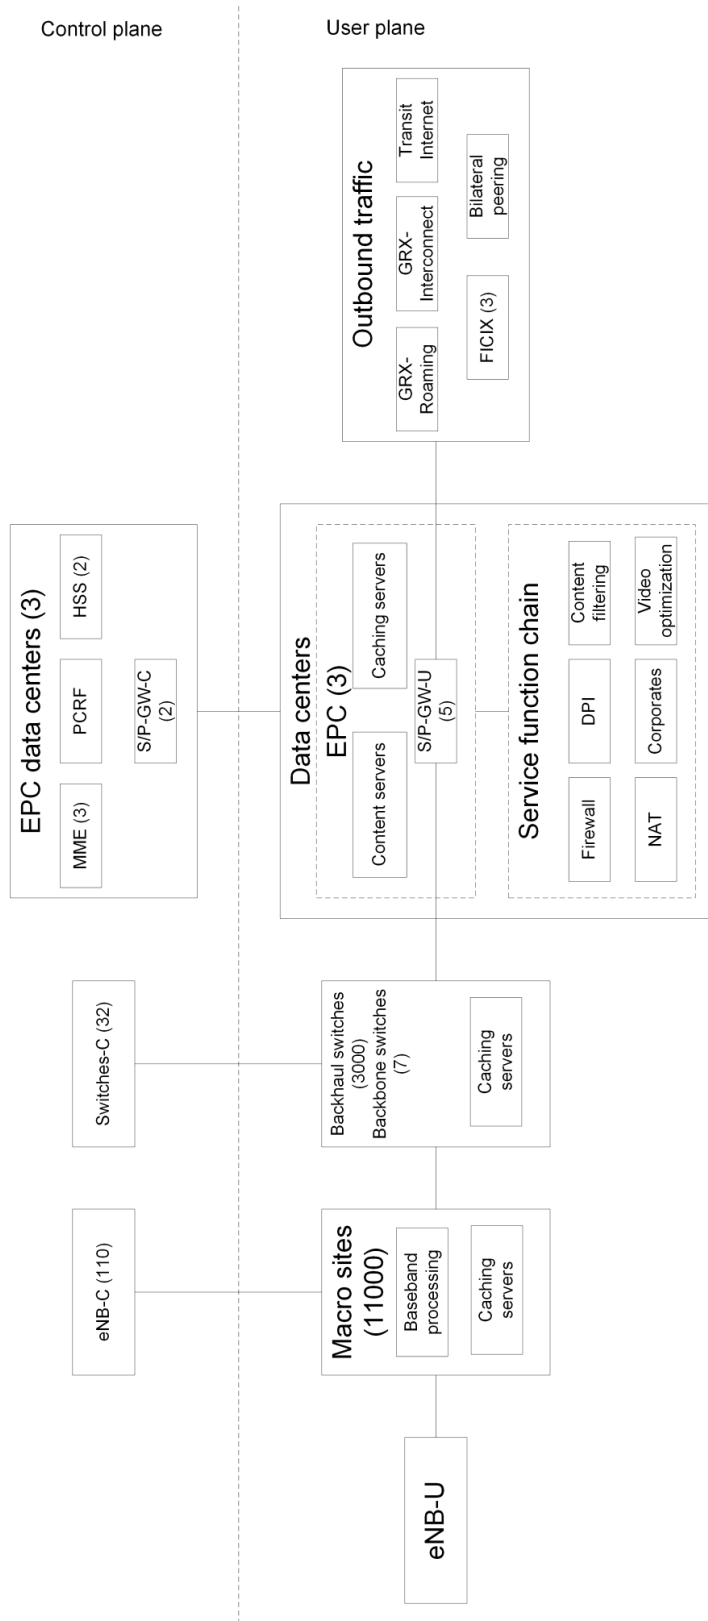 Control plane
User plane
eNB-C (110)
Switches-C (32)
EPC data centers (3)
MME (3)
PCRF
HSS (2)
S/P-GW-C
(2)
eNB-U
Macro sites
(11000)
Baseband
processing
Caching
servers
Backhaul switches
(3000)
Backbone switches
(7)
Caching
servers
Data centers
EPC (3)
Content servers
Caching servers
S/P-GW-U
(5)
Service function chain
Firewall
DPI
Content
filtering
NAT
Corporates
Video
optimization
Outbound traffic
GRX-
Roaming
GRX-
Interconnect
Transit
Internet
FICIX (3)
Bilateral
peering